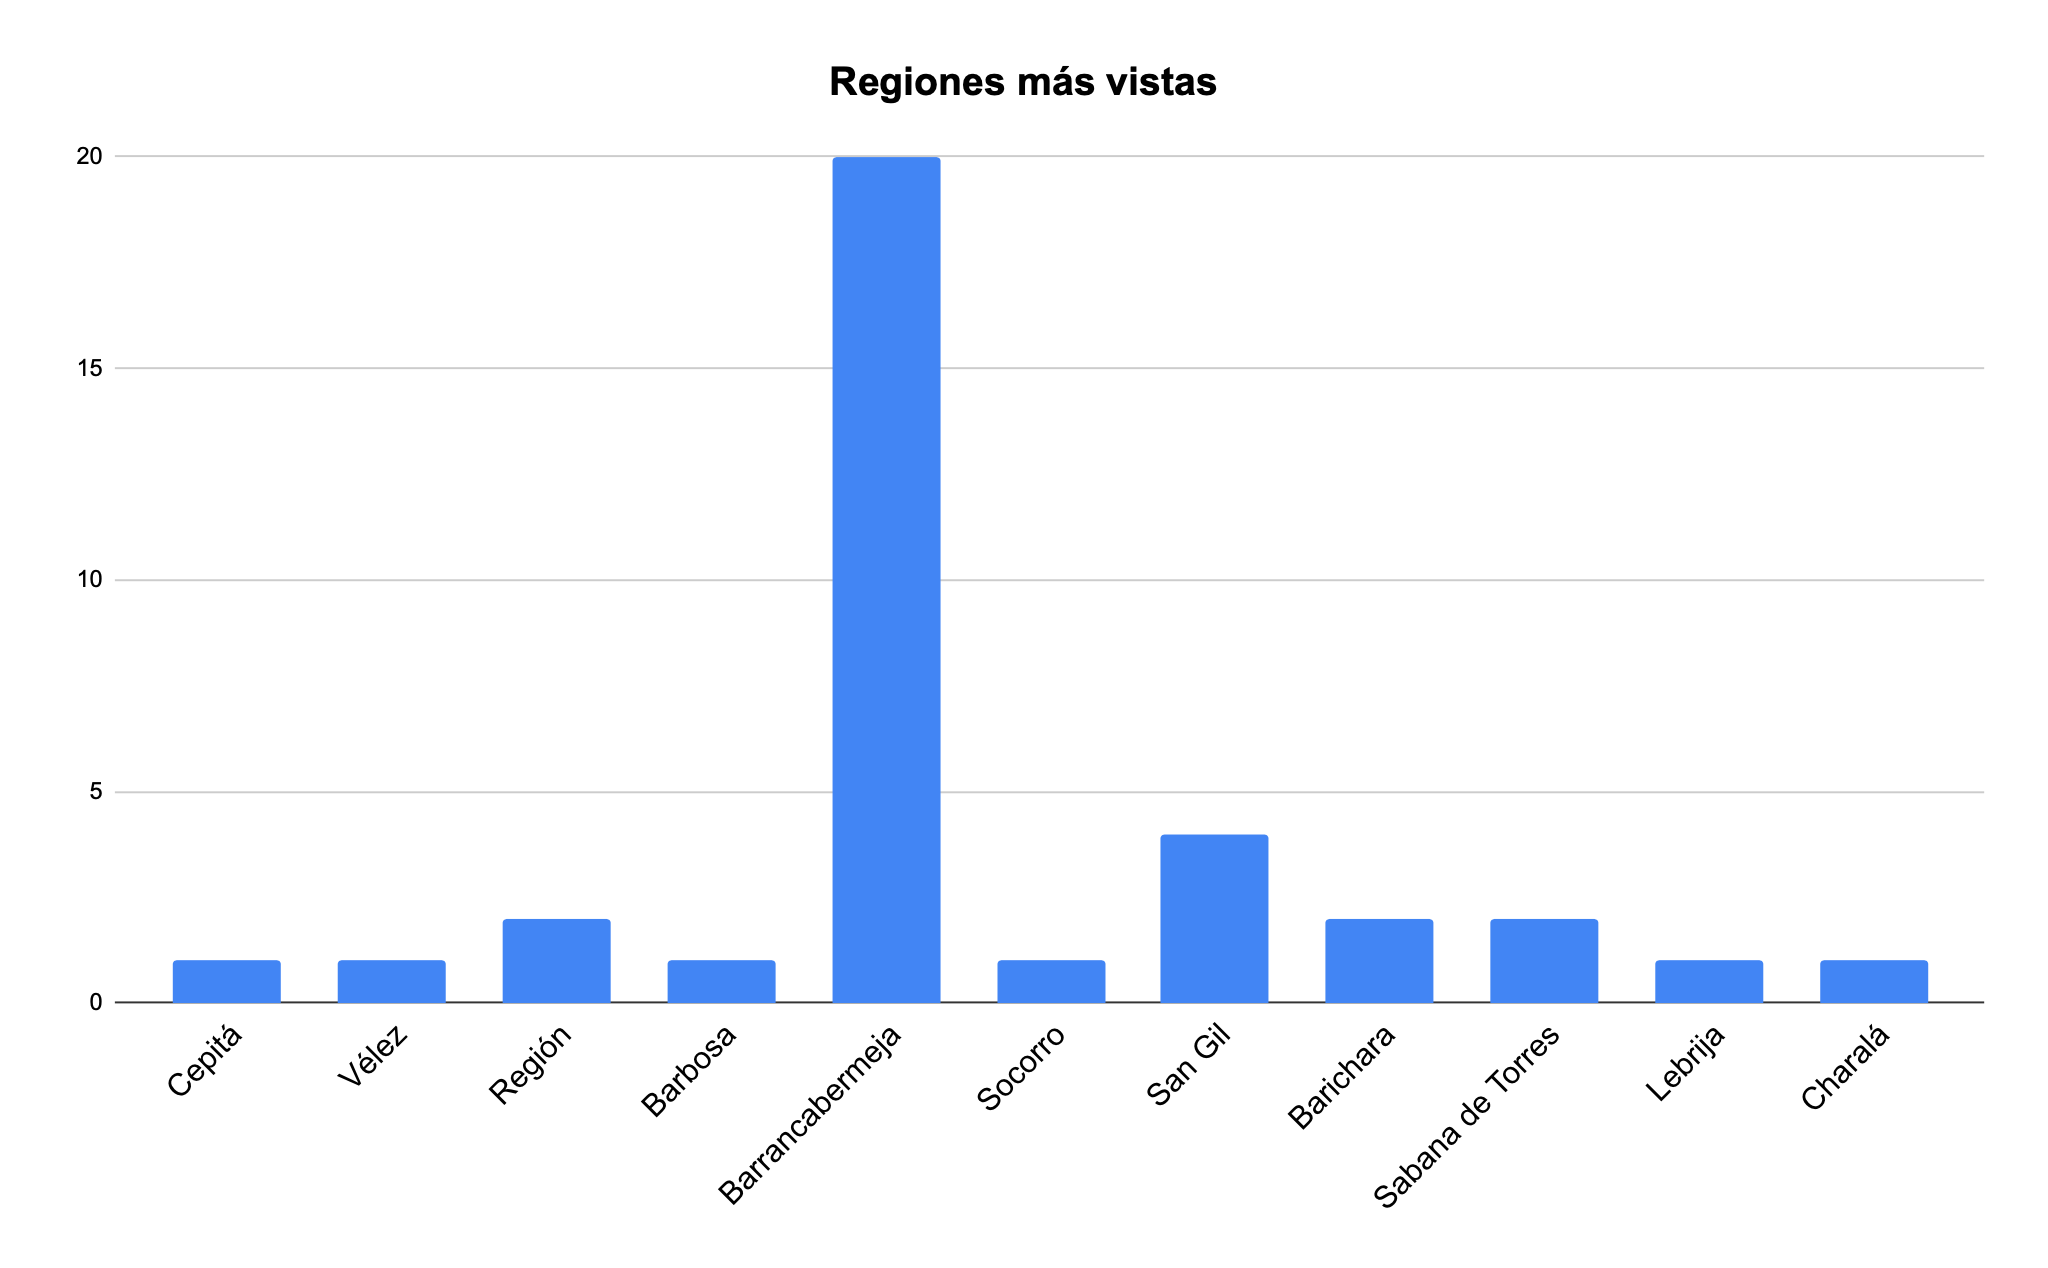 Regiones más vistas
20
15
10
5
0
Cepitá
Vélez
Región
Barbosa
Barrancabermeja
Socorro
San Gil
Barichara
Sabana de Torres
Lebrija
Charalá